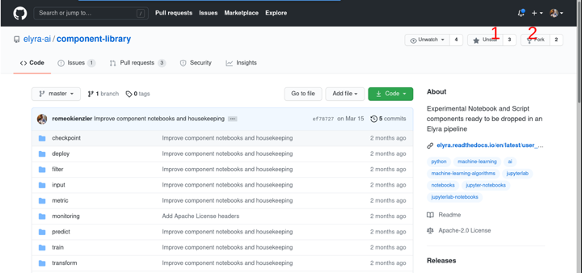 Search or jump to... /
Pull requests Issues Marketplace Explore
elyra-ai / component-library
Unwatch 4 3 Fork 2
1 2
Code Issues 1 Pull requests 3 Security Insights
master 1 branch 0 tags Go to file Add file Code
romeokienzler Improve component notebooks and housekeeping on Mar 15 5 commits
checkpoint Improve component notebooks and housekeeping 2 months ago
deploy Improve component notebooks and housekeeping 2 months ago
filter Improve component notebooks and housekeeping 2 months ago
input Improve component notebooks and housekeeping 2 months ago
metric Improve component notebooks and housekeeping 2 months ago
monitoring Add Apache License headers 2 months ago
predict Improve component notebooks and housekeeping 2 months ago
train Improve component notebooks and housekeeping 2 months ago
transform Improve component notebooks and housekeeping 2 months ago
About
Experimental Notebook and Script
components ready to be dropped in an
Elyra pipeline
elyra.readthedocs.io/en/latest/user_...
python machine-learning ai
machine-learning-algorithms jupyterlab
notebooks jupyter-notebooks
jupyterlab-notebooks
Readme
Apache-2.0 License
Releases